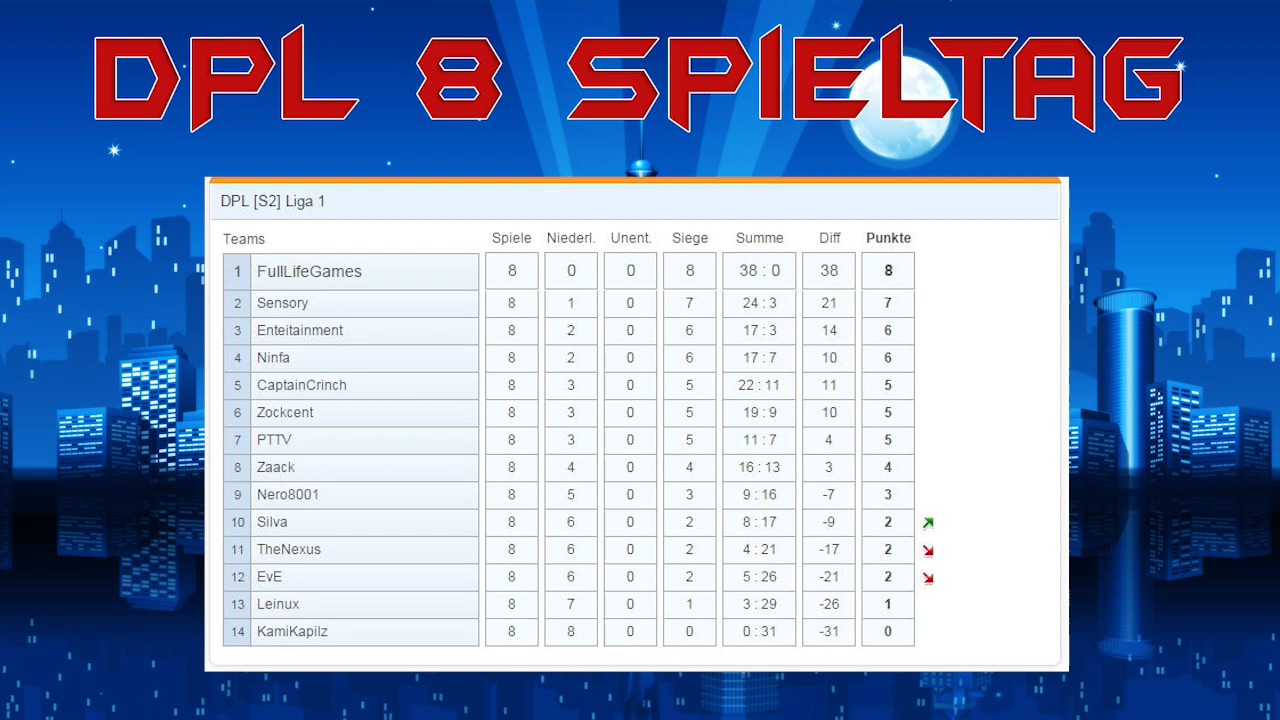 DPL 8 SPIELTAG
DPL [S2] Liga 1
Teams Spiele Niederl. Unent. Siege Summe Diff Punkte
1 FullLifeGames 8 0 0 8 38 : 0 38 8
2 Sensory 8 1 0 7 24 : 3 21 7
3 Enteitainment 8 2 0 6 17 : 3 14 6
4 Ninfa 8 2 0 6 17 : 7 10 6
5 CaptainCrinch 8 3 0 5 22 : 11 11 5
6 Zockcent 8 3 0 5 19 : 9 10 5
7 PTTV 8 3 0 5 11 : 7 4 5
8 Zaack 8 4 0 4 16 : 13 3 4
9 Nero8001 8 5 0 3 9 : 16 -7 3
10 Silva 8 6 0 2 8 : 17 -9 2
11 TheNexus 8 6 0 2 4 : 21 -17 2
12 EvE 8 6 0 2 5 : 26 -21 2
13 Leinux 8 7 0 1 3 : 29 -26 1
14 KamiKapilz 8 8 0 0 0 : 31 -31 0